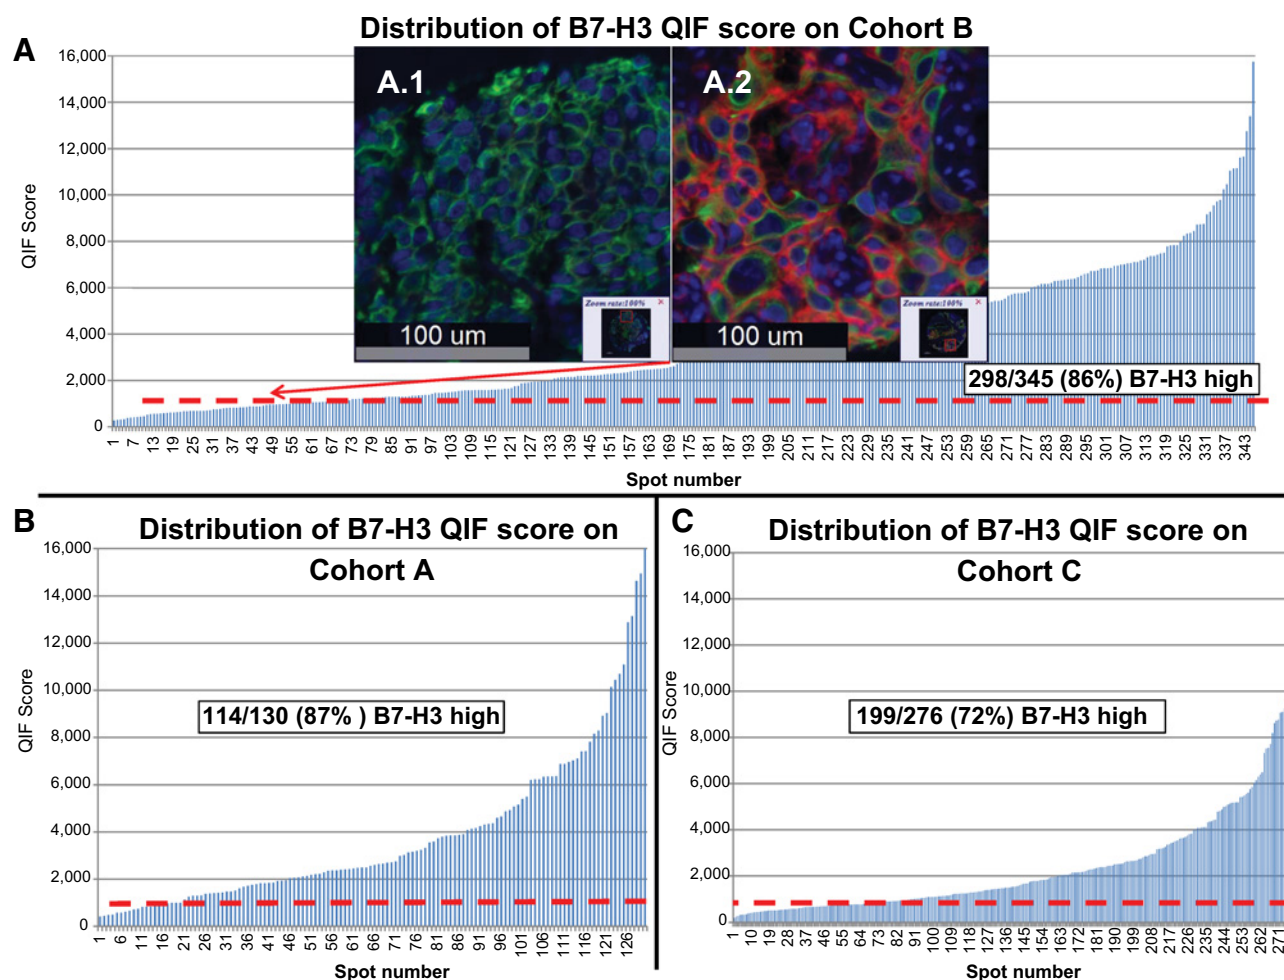 A
Distribution of B7-H3 QIF score on Cohort B
16,000
14,000
12,000
10,000
8,000
6,000
4,000
2,000
0
QIF Score
A.1
A.2
Zoom rate:100%
Zoom rate:100%
100 um
100 um
298/345 (86%) B7-H3 high
1 7 13 19 25 31 37 43 49 55 61 67 73 79 85 91 97 103 109 115 121 127 133 139 145 151 157 163 169 175 181 187 193 199 205 211 217 223 229 235 241 247 253 259 265 271 277 283 289 295 301 307 313 319 325 331 337 343
Spot number
B
Distribution of B7-H3 QIF score on
Cohort A
16,000
14,000
12,000
10,000
8,000
6,000
4,000
2,000
0
QIF Score
114/130 (87% ) B7-H3 high
1 6 11 16 21 26 31 36 41 46 51 56 61 66 71 76 81 86 91 96 101 106 111 116 121 126
Spot number
C
Distribution of B7-H3 QIF score on
Cohort C
16,000
14,000
12,000
10,000
8,000
6,000
4,000
2,000
0
QIF Score
199/276 (72%) B7-H3 high
1 10 19 28 37 46 55 64 73 82 91 100 109 118 127 136 145 154 163 172 181 190 199 208 217 226 235 244 253 262 271
Spot number